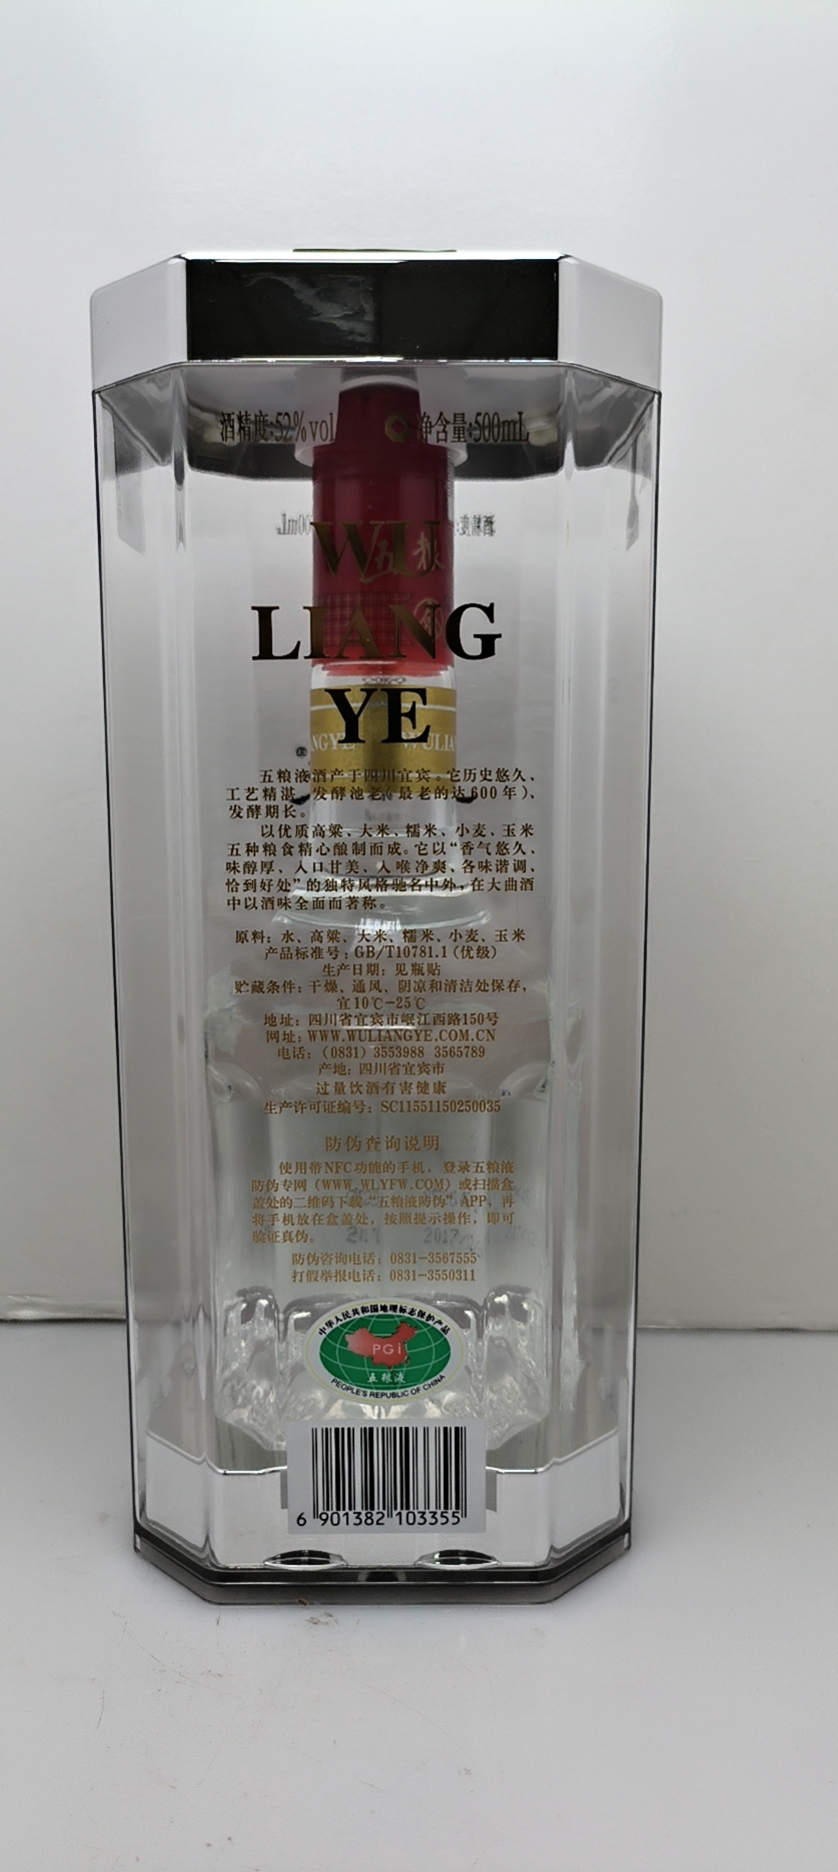 酒精度:52%vol 净含量:500mL
WU
LIANG
YE
五粮液酒产于四川宜宾。它历史悠久、
工艺精湛、发酵池老(最老的达600年)、
发酵期长。
以优质高粱、大米、糯米、小麦、玉米
五种粮食精心酿制而成。它以“香气悠久、
味醇厚、入口甘美、入喉净爽、各味谐调、
恰到好处”的独特风格驰名中外,在大曲酒
中以酒味全面而著称。
原料：水、高粱、大米、糯米、小麦、玉米
产品标准号：GB/T10781.1(优级)
生产日期：见瓶贴
贮藏条件：干燥、通风、阴凉和清洁处保存，
宜10℃-25℃
地址：四川省宜宾市岷江西路150号
网址：WWW.WULIANGYE.COM.CN
电话：(0831) 3553988 3565789
产地：四川省宜宾市
过量饮酒有害健康
生产许可证编号：SC11551150250035
防伪查询说明
使用带NFC功能的手机，登录五粮液
防伪专网(WWW.WLYFW.COM)或扫描盒
盖处的二维码下载“五粮液防伪”APP，再
将手机放在盒盖处，按照提示操作，即可
验证真伪。
防伪咨询电话：0831-3567555
打假举报电话：0831-3550311
中华人民共和国地理标志保护产品
PGI
五粮液
PEOPLE'S REPUBLIC OF CHINA
6 901382 103355